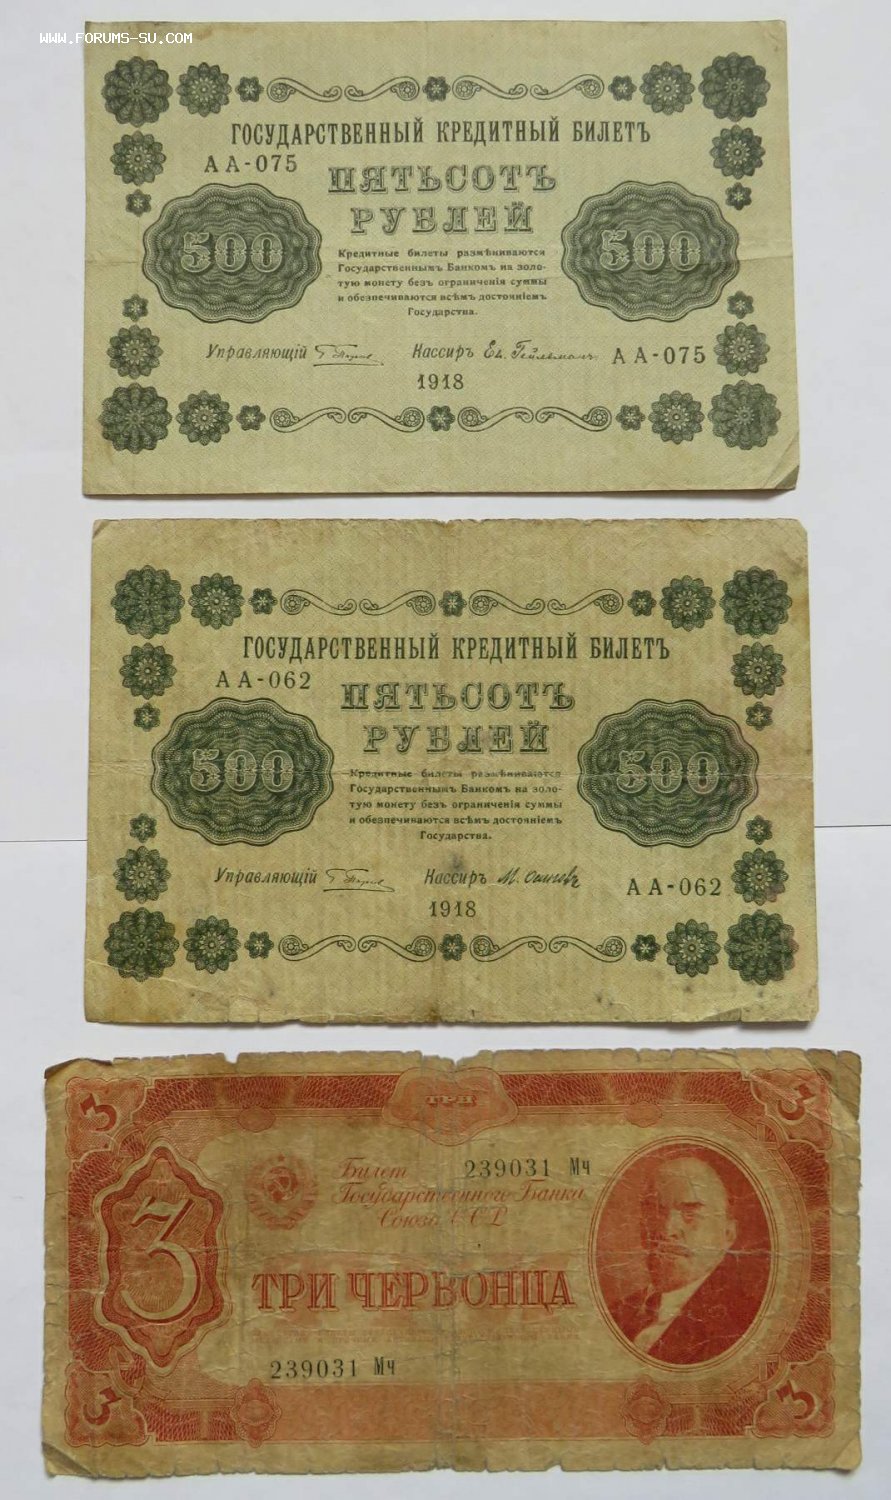 WWW.FORUMS-SU.COM
ГОСУДАРСТВЕННЫЙ КРЕДИТНЫЙ БИЛЕТЪ
АА-075
ПЯТЬСОТЪ
РУБЛЕЙ
500
500
Кредитные билеты размѣниваются
Государственнымъ Банкомъ на золо-
тую монету безъ ограниченія суммы
и обезпечиваются всѣмъ достояніемъ
Государства.
Управляющій
Кассиръ Ев. Гейльманъ
АА-075
1918
ГОСУДАРСТВЕННЫЙ КРЕДИТНЫЙ БИЛЕТЪ
АА-062
ПЯТЬСОТЪ
РУБЛЕЙ
500
500
Кредитные билеты размѣниваются
Государственнымъ Банкомъ на золо-
тую монету безъ ограниченія суммы
и обезпечиваются всѣмъ достояніемъ
Государства.
Управляющій
Кассиръ
АА-062
1918
3
ТРИ
3
Билет
239031 Мч
Государственного Банка
Союза ССР
3
ТРИ ЧЕРВОНЦА
239031 Мч
3
3